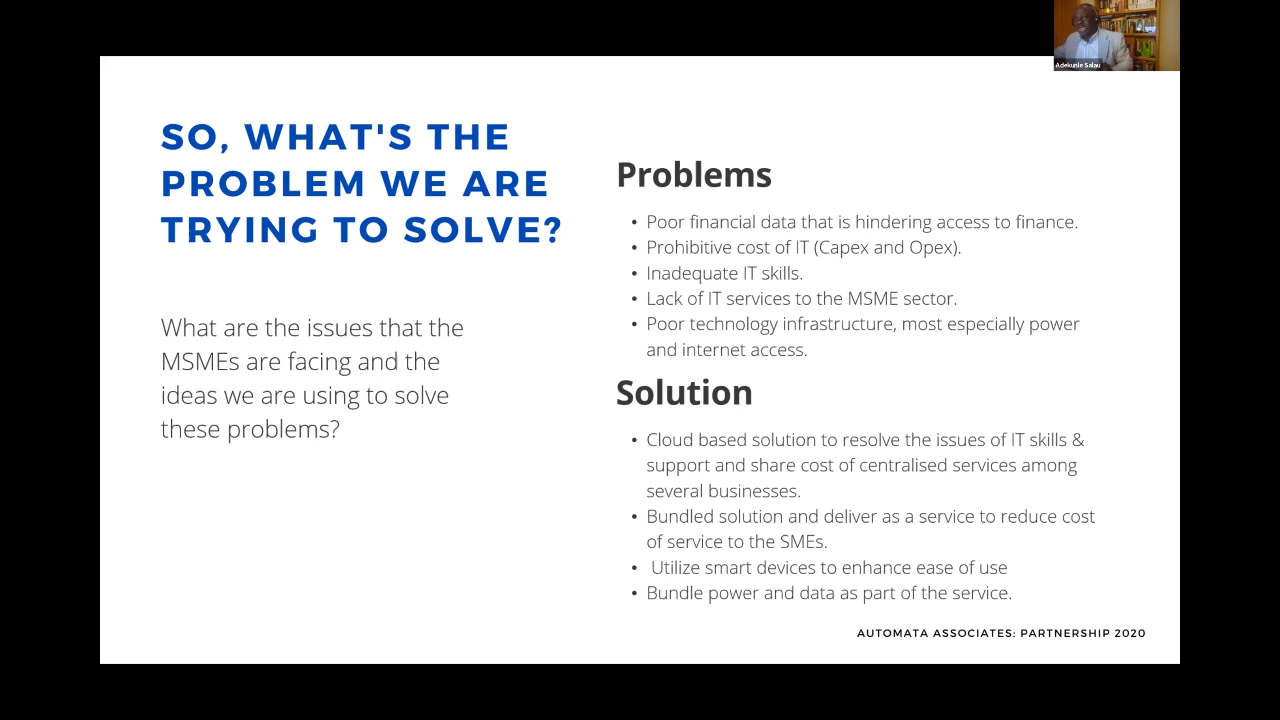 Adekunle Salau
SO, WHAT'S THE
PROBLEM WE ARE
TRYING TO SOLVE?
What are the issues that the
MSMEs are facing and the
ideas we are using to solve
these problems?
Problems
• Poor financial data that is hindering access to finance.
• Prohibitive cost of IT (Capex and Opex).
• Inadequate IT skills.
• Lack of IT services to the MSME sector.
• Poor technology infrastructure, most especially power
and internet access.
Solution
• Cloud based solution to resolve the issues of IT skills &
support and share cost of centralised services among
several businesses.
• Bundled solution and deliver as a service to reduce cost
of service to the SMEs.
• Utilize smart devices to enhance ease of use
• Bundle power and data as part of the service.
AUTOMATA ASSOCIATES: PARTNERSHIP 2020